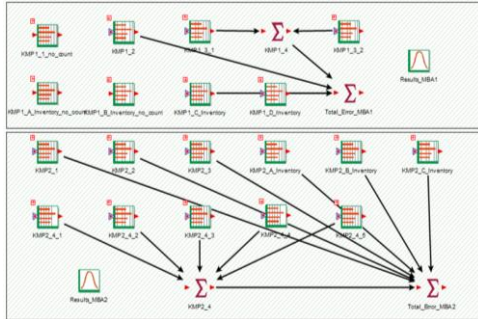 KMP1_1_no_count
KMP1_2
KMP1_3_1
KMP1_4
KMP1_3_2
Results_MBA1
KMP1_A_Inventory_no_count
KMP1_B_Inventory_no_count
KMP1_C_Inventory
KMP1_D_Inventory
Total_Error_MBA1
KMP2_1
KMP2_2
KMP2_3
KMP2_A_Inventory
KMP2_B_Inventory
KMP2_C_Inventory
KMP2_4_1
KMP2_4_2
KMP2_4_3
KMP2_4_4
KMP2_4_5
Results_MBA2
KMP2_4
Total_Error_MBA2